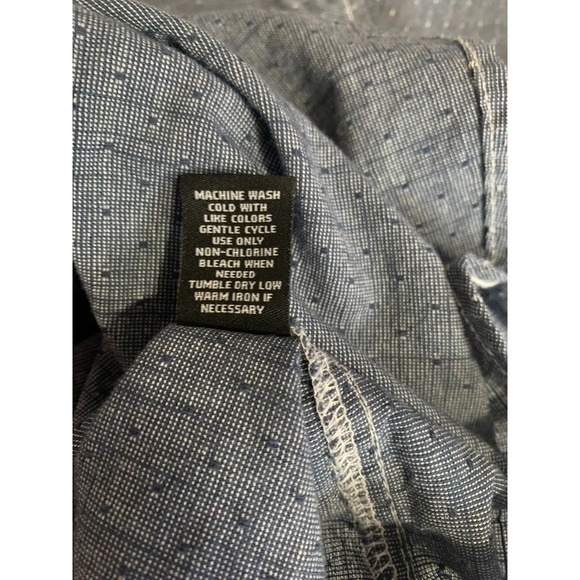 MACHINE WASH
COLD WITH
LIKE COLORS
GENTLE CYCLE
USE ONLY
NON-CHLORINE
BLEACH WHEN
NEEDED
TUMBLE DRY LOW
WARM IRON IF
NECESSARY